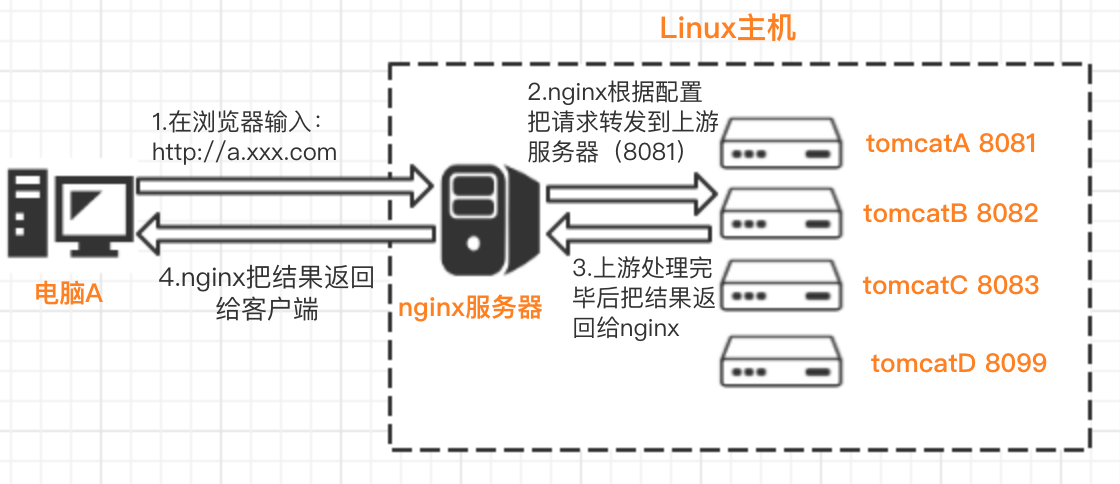 Linux主机
1.在浏览器输入：
http://a.xxx.com
2.nginx根据配置
把请求转发到上游
服务器（8081）
tomcatA 8081
tomcatB 8082
tomcatC 8083
tomcatD 8099
电脑A
4.nginx把结果返回
给客户端
nginx服务器
3.上游处理完
毕后把结果返
回给nginx